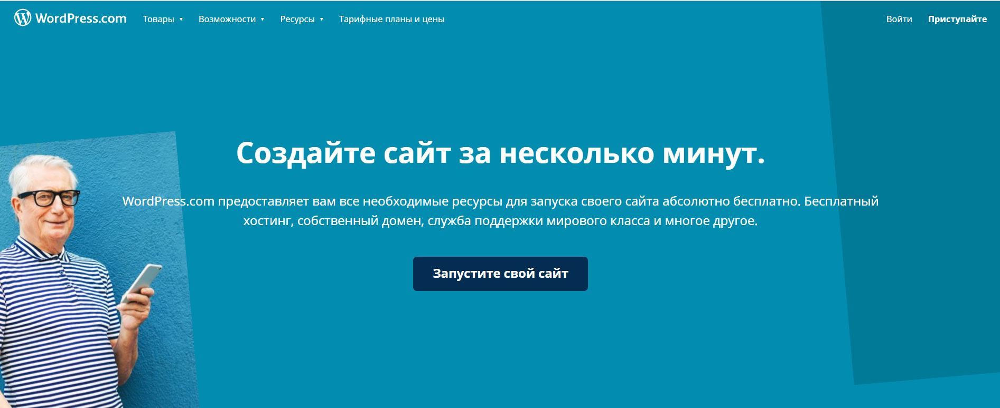 WordPress.com Товары Возможности Ресурсы Тарифные планы и цены Войти Приступайте
Создайте сайт за несколько минут.
WordPress.com предоставляет вам все необходимые ресурсы для запуска своего сайта абсолютно бесплатно. Бесплатный
хостинг, собственный домен, служба поддержки мирового класса и многое другое.
Запустите свой сайт